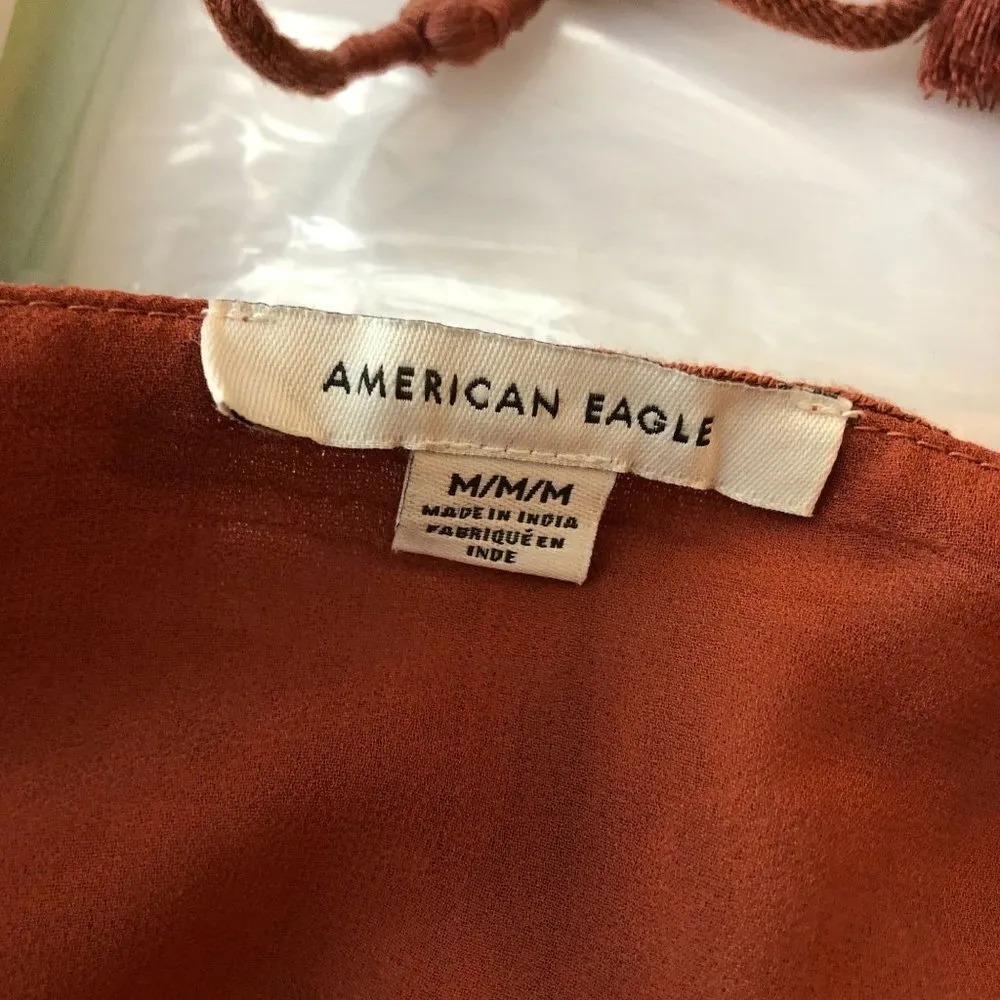 AMERICAN EAGLE
M/M/M
MADE IN INDIA
FABRIQUÉ EN
INDE